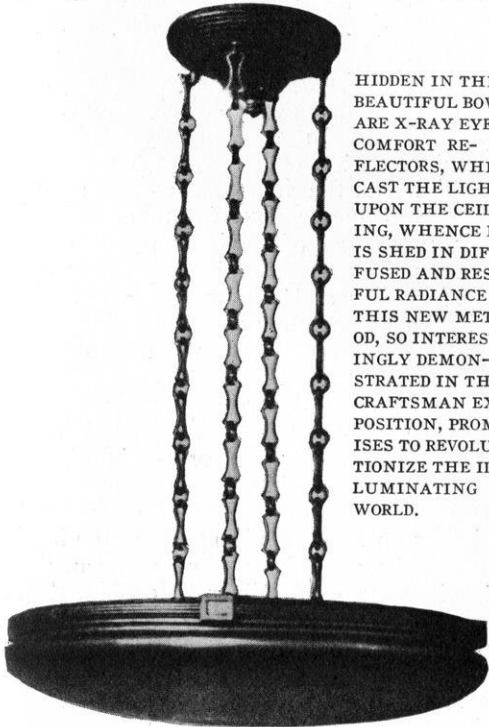 HIDDEN IN THI
BEAUTIFUL BOV
ARE X-RAY EYE
COMFORT RE-
FLECTORS, WHI
CAST THE LIGH
UPON THE CEIL
ING, WHENCE I
IS SHED IN DIF
FUSED AND RES
FUL RADIANCE
THIS NEW MET
OD, SO INTERES
INGLY DEMON-
STRATED IN TH
CRAFTSMAN EX
POSITION, PROM
ISES TO REVOLU
TIONIZE THE II
LUMINATING
WORLD.